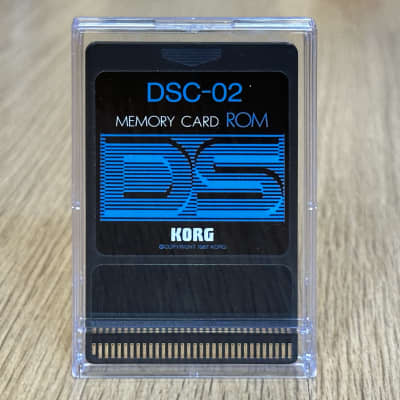 DSC-02
MEMORY CARD ROM
DS
KORG
©COPYRIGHT 1987 KORG